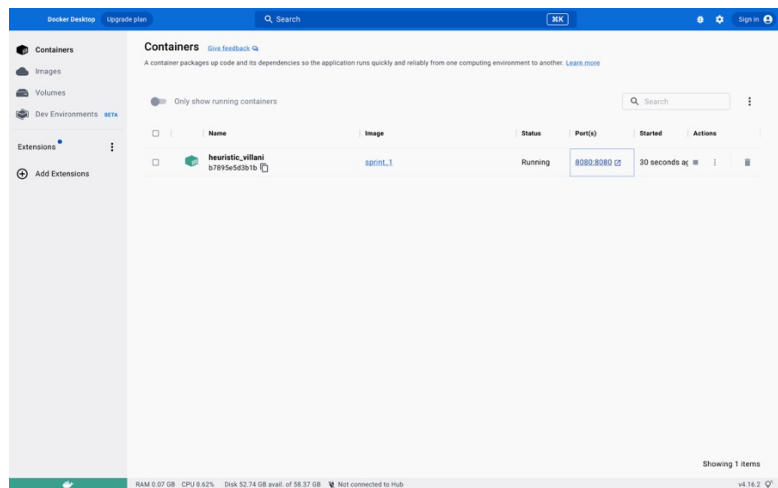 Docker Desktop Upgrade plan Search ⌘K Sign in
Containers
Images
Volumes
Dev Environments BETA
Extensions
Add Extensions
Containers Give feedback
A container packages up code and its dependencies so the application runs quickly and reliably from one computing environment to another. Learn more
Only show running containers
Search
Name Image Status Port(s) Started Actions
heuristic_villani
b7895e5d3b1b
sprint_1 Running 8080:8080 30 seconds ag
Showing 1 items
RAM 0.07 GB CPU 0.62% Disk 52.74 GB avail. of 58.37 GB Not connected to Hub v4.16.2